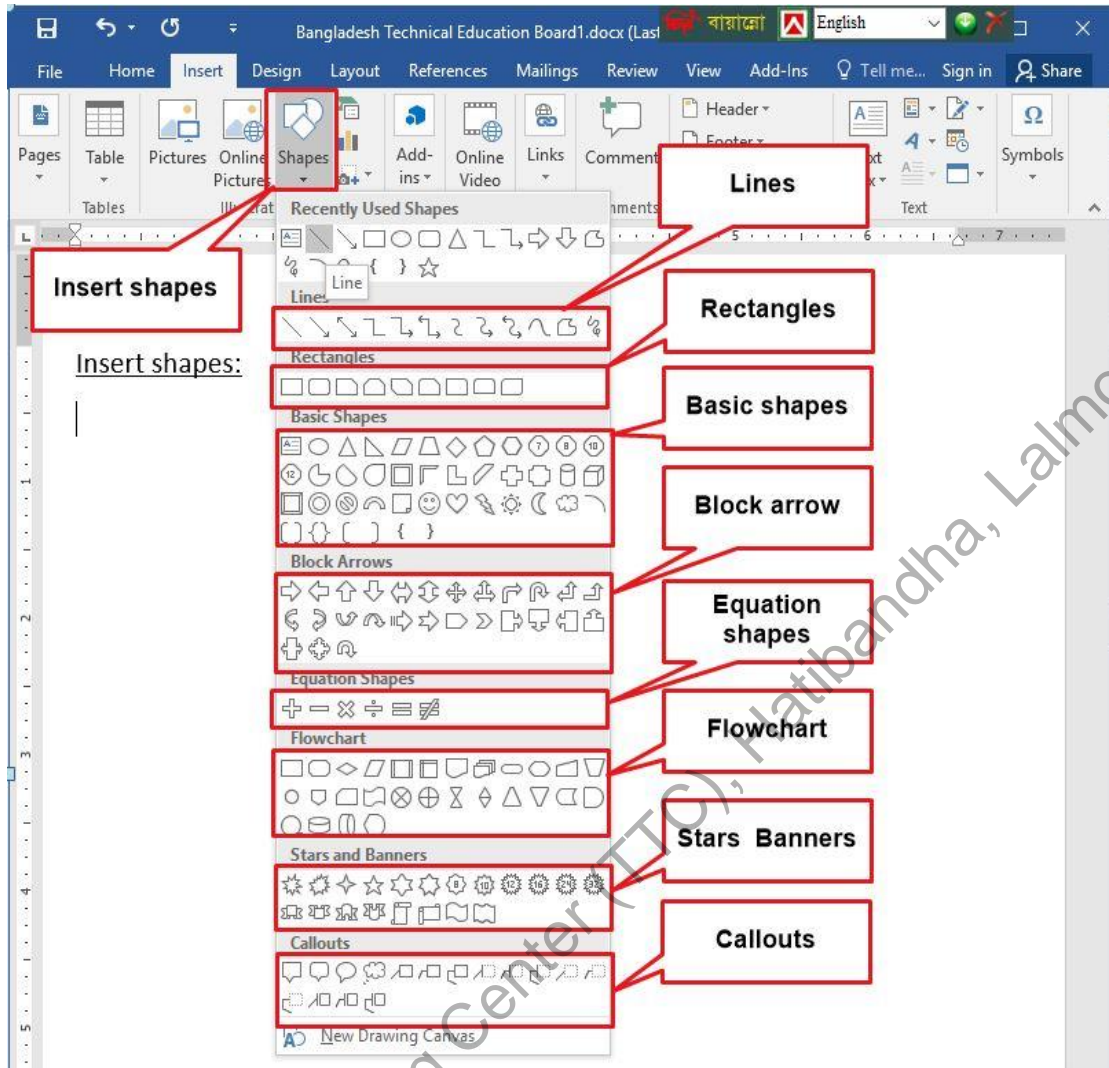 Bangladesh Technical Education Board1.docx (Las
বায়ান্নো
English
File Home Insert Design Layout References Mailings Review View Add-Ins Tell me... Sign in Share
Pages
Table
Pictures
Online Pictures
Shapes
Add-ins
Online Video
Links
Comment
Header
Footer
Symbols
Tables
Text
Recently Used Shapes
Line
Lines
Rectangles
Basic Shapes
Block Arrows
Equation Shapes
Flowchart
Stars and Banners
Callouts
New Drawing Canvas
Insert shapes
Insert shapes:
Lines
Rectangles
Basic shapes
Block arrow
Equation
shapes
Flowchart
Stars Banners
Callouts
Center (TTC), Hatibandha, Lalmo